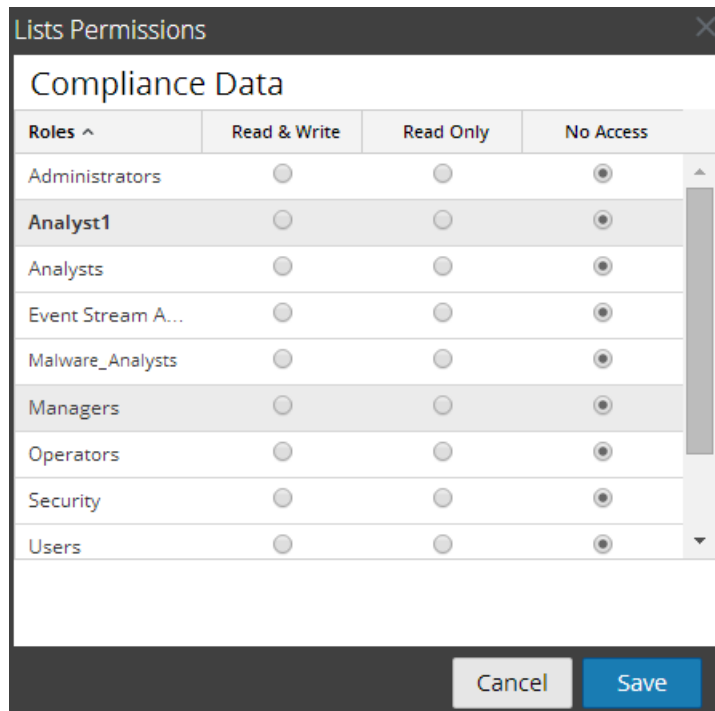 Lists Permissions
Compliance Data
Roles Read & Write Read Only No Access
Administrators
Analyst1
Analysts
Event Stream A...
Malware_Analysts
Managers
Operators
Security
Users
Cancel Save